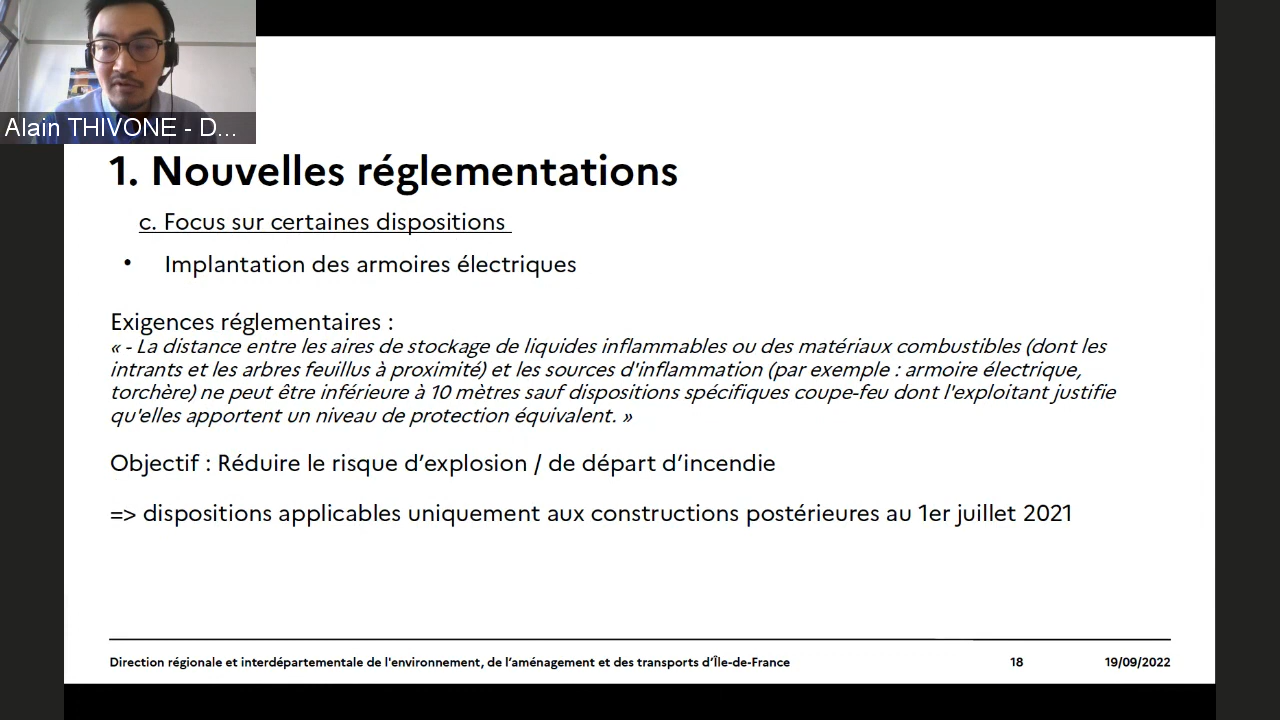 Alain THIVONE - D...
1. Nouvelles réglementations
c. Focus sur certaines dispositions
• Implantation des armoires électriques
Exigences réglementaires :
« - La distance entre les aires de stockage de liquides inflammables ou des matériaux combustibles (dont les
intrants et les arbres feuillus à proximité) et les sources d'inflammation (par exemple : armoire électrique,
torchère) ne peut être inférieure à 10 mètres sauf dispositions spécifiques coupe-feu dont l'exploitant justifie
qu'elles apportent un niveau de protection équivalent. »
Objectif : Réduire le risque d’explosion / de départ d’incendie
=> dispositions applicables uniquement aux constructions postérieures au 1er juillet 2021
Direction régionale et interdépartementale de l'environnement, de l’aménagement et des transports d’Île-de-France 18 19/09/2022